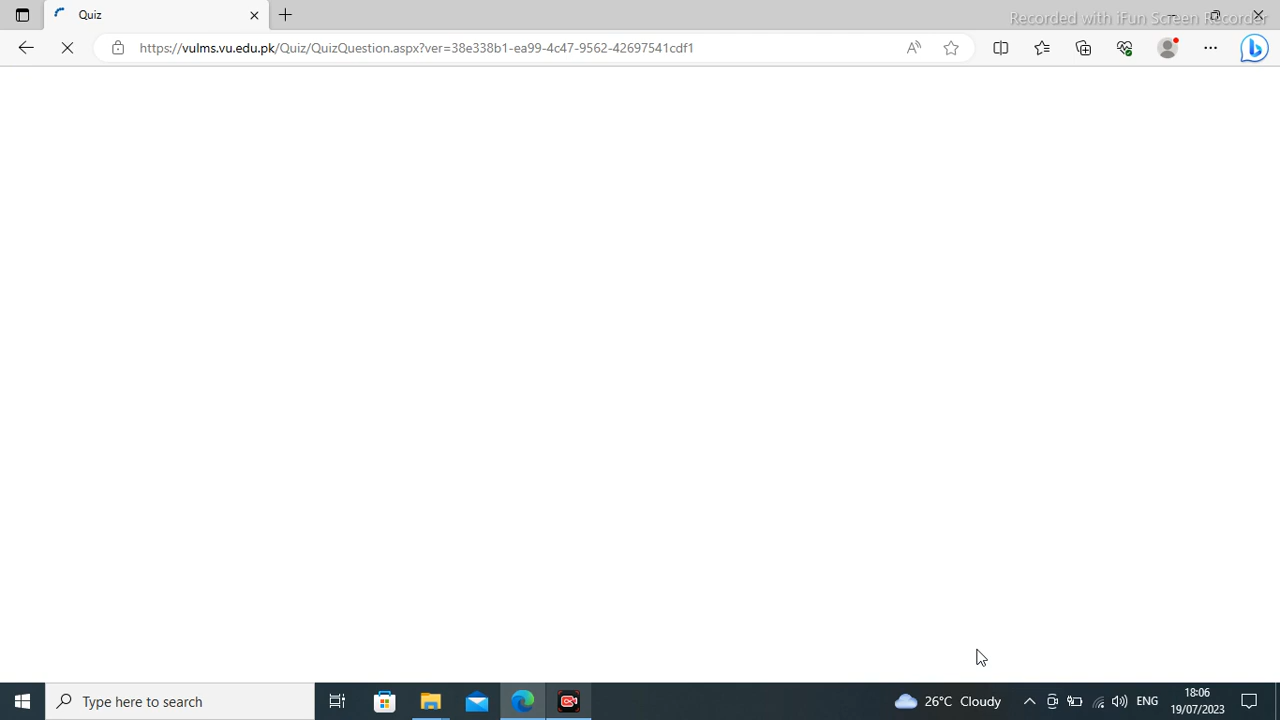 Quiz
Recorded with iFun Screen Recorder
https://vulms.vu.edu.pk/Quiz/QuizQuestion.aspx?ver=38e338b1-ea99-4c47-9562-42697541cdf1
Type here to search
26°C Cloudy
ENG
18:06
19/07/2023